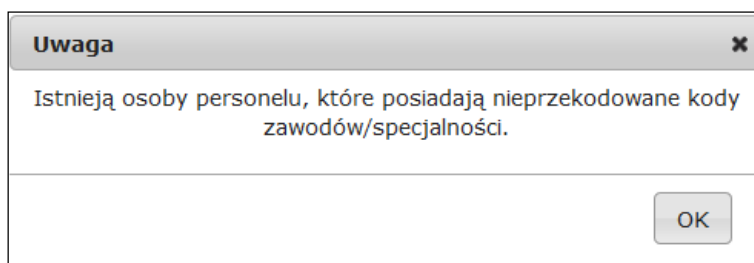 Uwaga
Istnieją osoby personelu, które posiadają nieprzekodowane kody
zawodów/specjalności.
OK